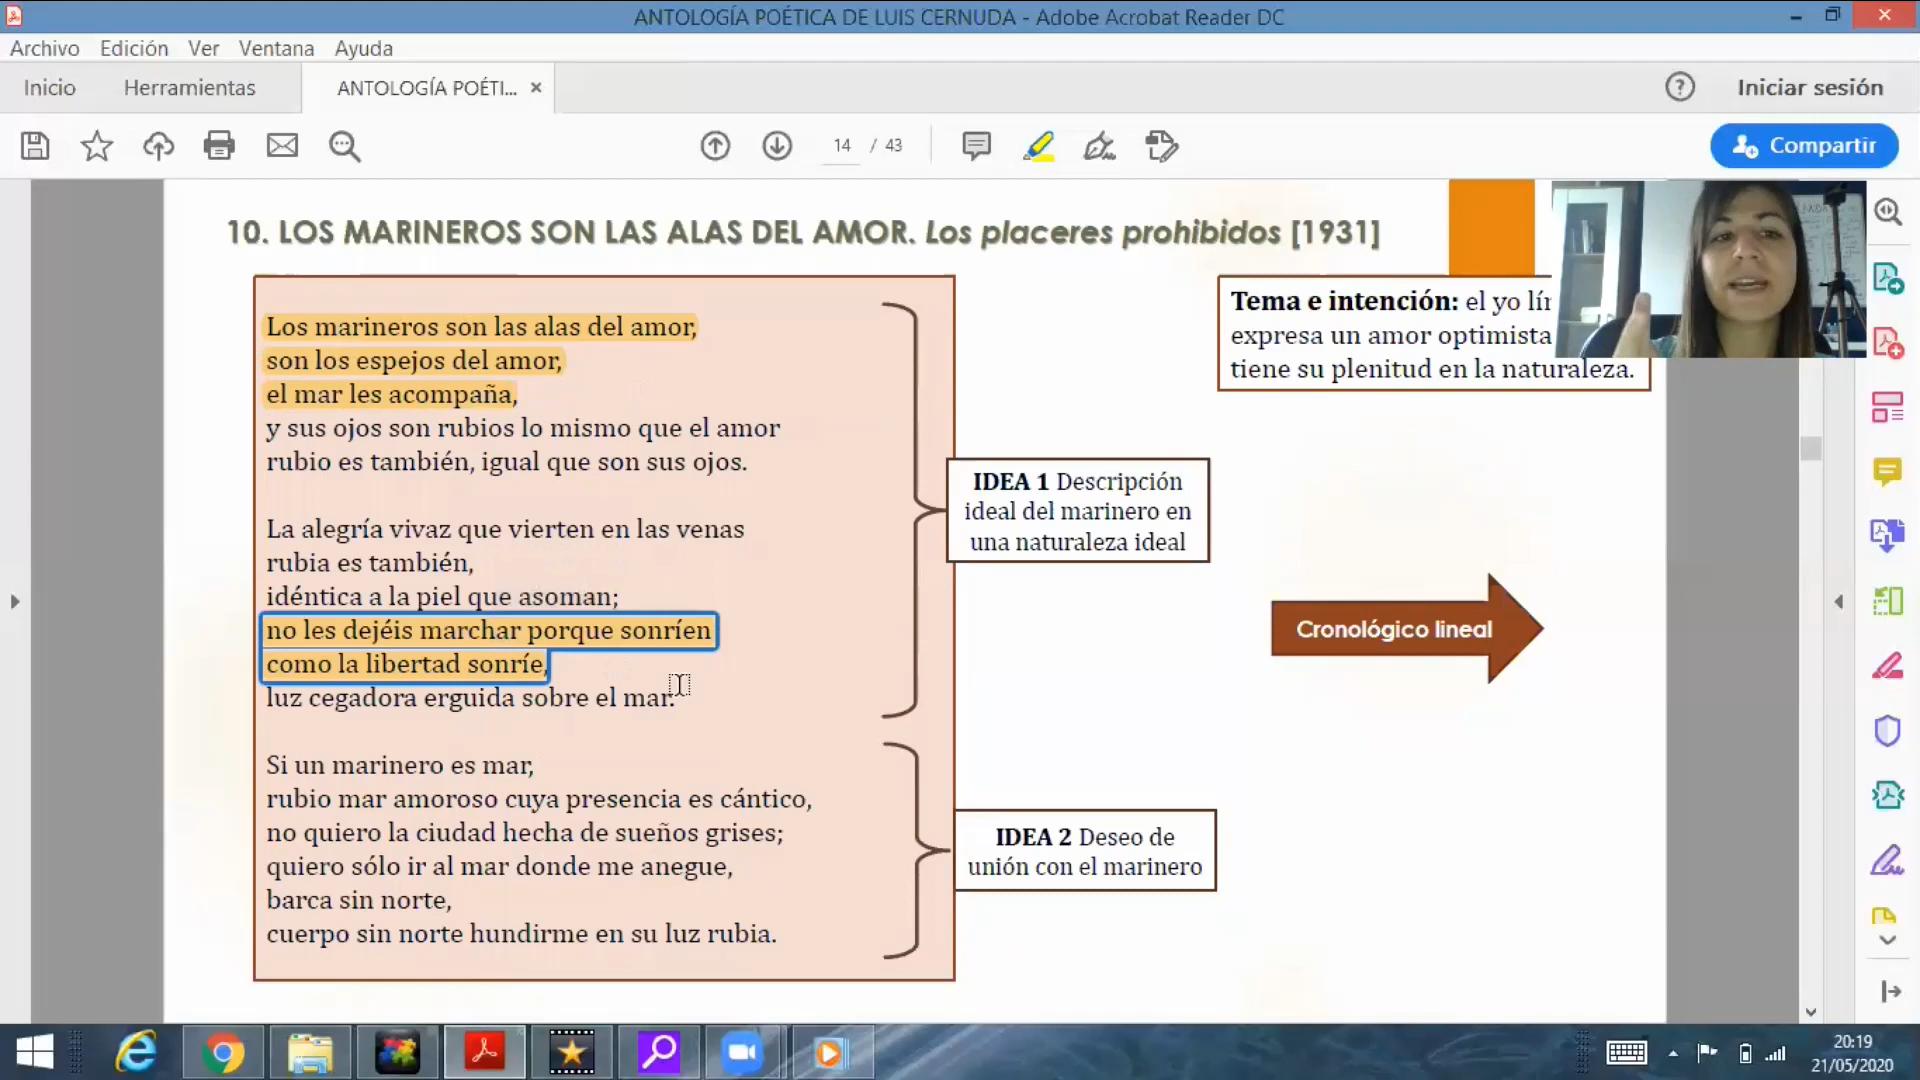 ANTOLOGÍA POÉTICA DE LUIS CERNUDA - Adobe Acrobat Reader DC
Archivo Edición Ver Ventana Ayuda
Inicio Herramientas ANTOLOGÍA POÉTI... × Iniciar sesión
14 / 43 Compartir
10. LOS MARINEROS SON LAS ALAS DEL AMOR. Los placeres prohibidos [1931]
Los marineros son las alas del amor,
son los espejos del amor,
el mar les acompaña,
y sus ojos son rubios lo mismo que el amor
rubio es también, igual que son sus ojos.
La alegría vivaz que vierten en las venas
rubia es también,
idéntica a la piel que asoman;
no les dejéis marchar porque sonríen
como la libertad sonríe,
luz cegadora erguida sobre el mar.
Si un marinero es mar,
rubio mar amoroso cuya presencia es cántico,
no quiero la ciudad hecha de sueños grises;
quiero sólo ir al mar donde me anegue,
barca sin norte,
cuerpo sin norte hundirme en su luz rubia.
IDEA 1 Descripción
ideal del marinero en
una naturaleza ideal
IDEA 2 Deseo de
unión con el marinero
Tema e intención: el yo
expresa un amor optimista
tiene su plenitud en la naturaleza.
Cronológico lineal
20:19
21/05/2020